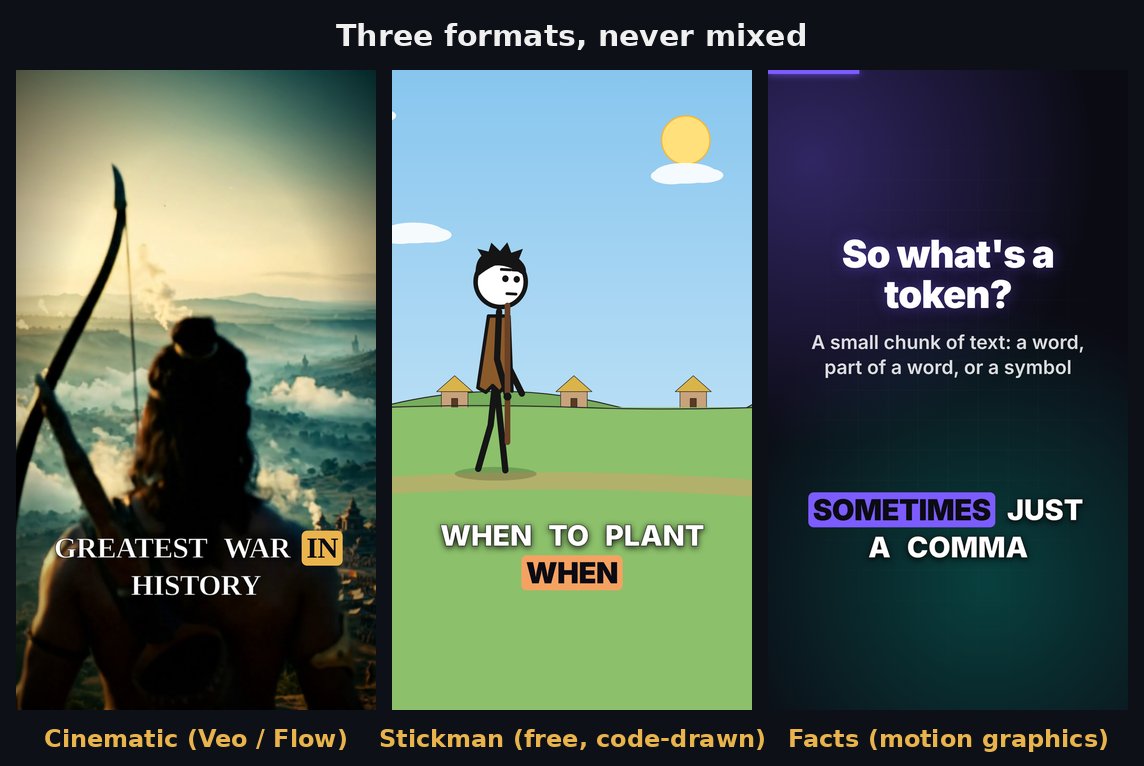 Three formats, never mixed
GREATEST WAR IN
HISTORY
WHEN TO PLANT
WHEN
So what's a
token?
A small chunk of text: a word,
part of a word, or a symbol
SOMETIMES JUST
A COMMA
Cinematic (Veo / Flow)
Stickman (free, code-drawn)
Facts (motion graphics)